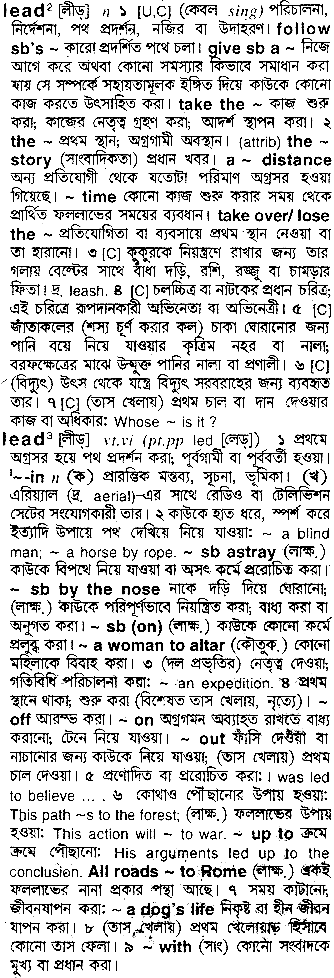 lead² [লীড্] n ১ [U,C] (কেবল sing) পরিচালনা,
নির্দেশনা, পথ প্রদর্শন, নজির বা উদাহরণ। follow
sb's ~ কারো প্রদর্শিত পথে চলা। give sb a ~ নিজে
আগে করে অথবা কোনো সমস্যার কিভাবে সমাধান করা
যায় সে সম্পর্কে সহায়তামূলক ইঙ্গিত দিয়ে কাউকে কোনো
কাজ করতে উৎসাহিত করা। take the ~ কাজ শুরু
করা; কাজের নেতৃত্ব গ্রহণ করা; আদর্শ স্থাপন করা। ২
the ~ প্রথম স্থান; অগ্রগামী অবস্থান। (attrib) the ~
story (সাংবাদিকতা) প্রধান খবর। a ~ distance
অন্য প্রতিযোগী থেকে যতোটা পরিমাণ অগ্রসর হওয়া
গিয়েছে। ~ time কোনো কাজ শুরু করার সময় থেকে
প্রার্থিত ফললাভের সময়ের ব্যবধান। take over/ lose
the ~ প্রতিযোগিতা বা ব্যবসায়ে প্রথম স্থান নেওয়া বা
তা হারানো। ৩ [C] কুকুরকে নিয়ন্ত্রণে রাখার জন্য তার
গলায় বেল্টের সাথে বাঁধা দড়ি, রশি, রজ্জু বা চামড়ার
ফিতা। দ্র. leash. ৪ [C] চলচ্চিত্র বা নাটকের প্রধান চরিত্র;
এই চরিত্রে রূপদানকারী অভিনেতা বা অভিনেত্রী। ৫ [C]
জাঁতাকলের (শস্য চূর্ণ করার কল) চাকা ঘোরানোর জন্য
পানি বয়ে নিয়ে যাওয়ার কৃত্রিম নহর বা নালা;
বরফক্ষেত্রের মাঝে উন্মুক্ত পানির নালা বা প্রণালী। ৬ [C]
(বিদ্যুৎ) উৎস থেকে যন্ত্রে বিদ্যুৎ সরবরাহের জন্য ব্যবহৃত
তার। ৭ [C] (তাস খেলায়) প্রথম চাল বা দান দেওয়ার
কাজ বা অধিকার: Whose ~ is it?
lead³ [লীড্] vt,vi (pt,pp led [লেড্]) ১ প্রথমে
অগ্রসর হয়ে পথ প্রদর্শন করা; পূর্বগামী বা পূর্ববর্তী হওয়া।
~-in n (ক) প্রারম্ভিক মন্তব্য, সূচনা, ভূমিকা। (খ)
এরিয়্যাল (দ্র. aerial)-এর সাথে রেডিও বা টেলিভিশন
সেটের সংযোগকারী তার। ২ কাউকে হাত ধরে, স্পর্শ করে
ইত্যাদি উপায়ে পথ দেখিয়ে নিয়ে যাওয়া: ~ a blind
man; ~ a horse by rope. ~ sb astray (লাক্ষ.)
কাউকে বিপথে নিয়ে যাওয়া বা অসৎ কর্মে প্ররোচিত করা।
~ sb by the nose নাকে দড়ি দিয়ে ঘোরানো;
(লাক্ষ.) কাউকে পরিপূর্ণভাবে নিয়ন্ত্রিত করা; বাধ্য করা বা
অনুগত করা। ~ sb (on) (লাক্ষ.) কাউকে কোনো কর্মে
প্রলুব্ধ করা। ~ a woman to altar (কৌতুক.) কোনো
মহিলাকে বিবাহ করা। ৩ (দল প্রভৃতির) নেতৃত্ব দেওয়া;
গতিবিধি পরিচালনা করা: ~ an expedition. ৪ প্রথম
স্থানে থাকা; শুরু করা (বিশেষত তাস খেলায়, নৃত্যে)। ~
off আরম্ভ করা। ~ on অগ্রগমন অব্যাহত রাখতে বাধ্য
করানো; টেনে নিয়ে যাওয়া। ~ out ফাঁসি দেওয়া বা
নাচানোর জন্য কাউকে নিয়ে যাওয়া; (তাস খেলায়) প্রথম
চাল দেওয়া। ৫ প্রণোদিত বা প্ররোচিত করা: I was led
to believe ... . ৬ কোথাও পৌঁছানোর উপায় হওয়া:
This path ~s to the forest; (লাক্ষ.) ফললাভের উপায়
হওয়া: This action will ~ to war. ~ up to ক্রমে
ক্রমে পৌঁছানো: His arguments led up to the
conclusion. All roads ~ to Rome (লাক্ষ.) একই
ফললাভের নানা প্রকার পন্থা আছে। ৭ সময় কাটানো;
জীবনযাপন করা: ~ a dog's life নিকৃষ্ট বা হীন জীবন
যাপন করা। ৮ (তাস খেলায়) প্রথম খেলোয়াড় হিসাবে
কোনো তাস ফেলা। ৯ ~ with (সাং) কোনো সংবাদকে
মুখ্য বা প্রধান করা।